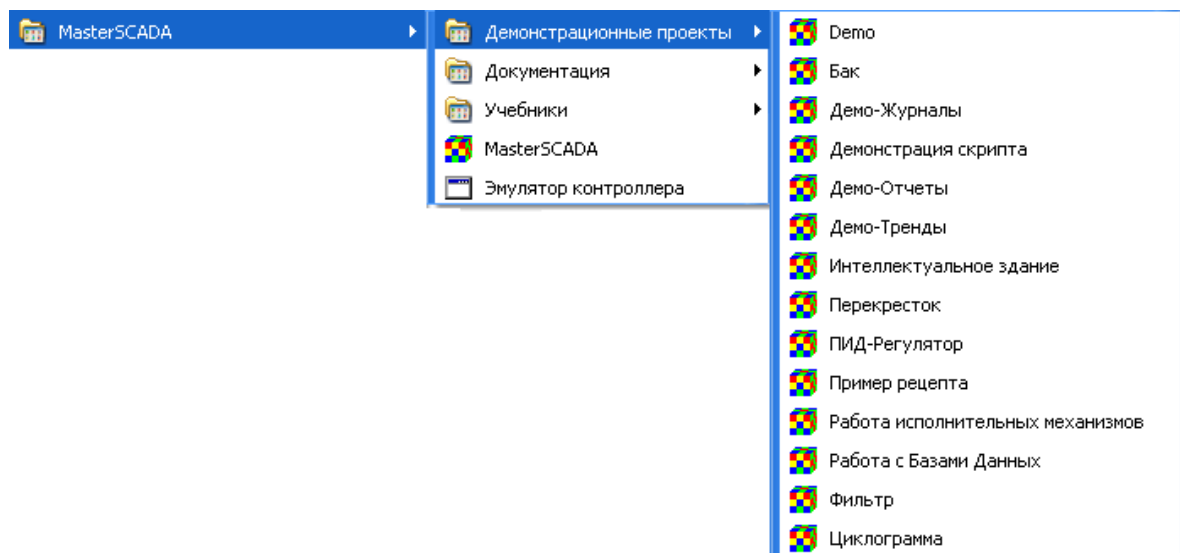 MasterSCADA
Демонстрационные проекты
Документация
Учебники
MasterSCADA
Эмулятор контроллера
Demo
Бак
Демо-Журналы
Демонстрация скрипта
Демо-Отчеты
Демо-Тренды
Интеллектуальное здание
Перекресток
ПИД-Регулятор
Пример рецепта
Работа исполнительных механизмов
Работа с Базами Данных
Фильтр
Циклограмма